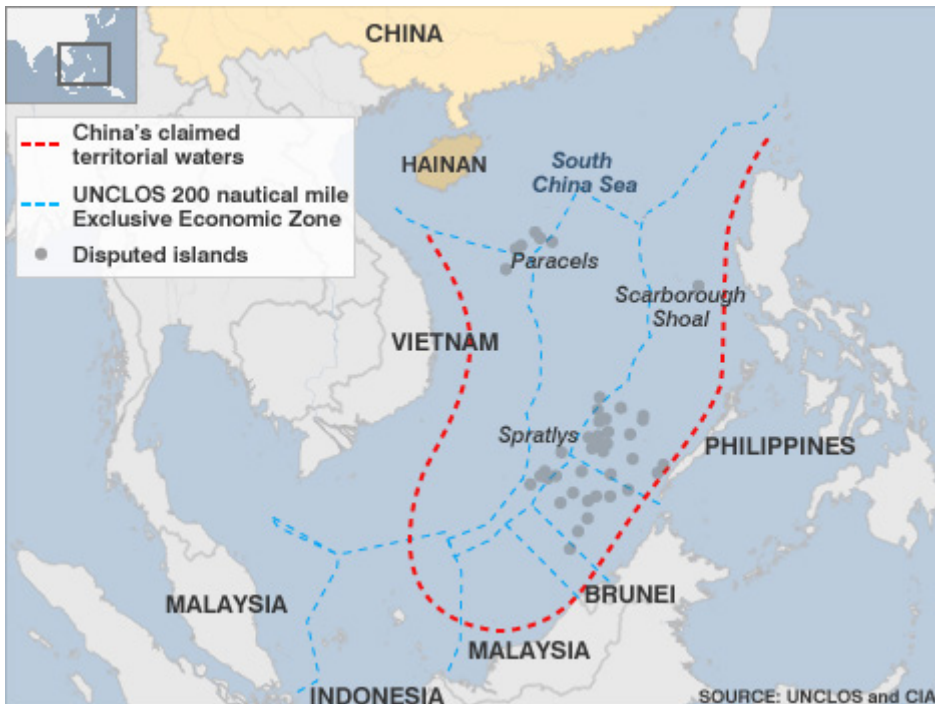 CHINA
China's claimed
territorial waters
UNCLOS 200 nautical mile
Exclusive Economic Zone
Disputed islands
HAINAN
South
China Sea
Paracels
Scarborough
Shoal
VIETNAM
Spratlys
PHILIPPINES
BRUNEI
MALAYSIA
MALAYSIA
INDONESIA
SOURCE: UNCLOS and CIA